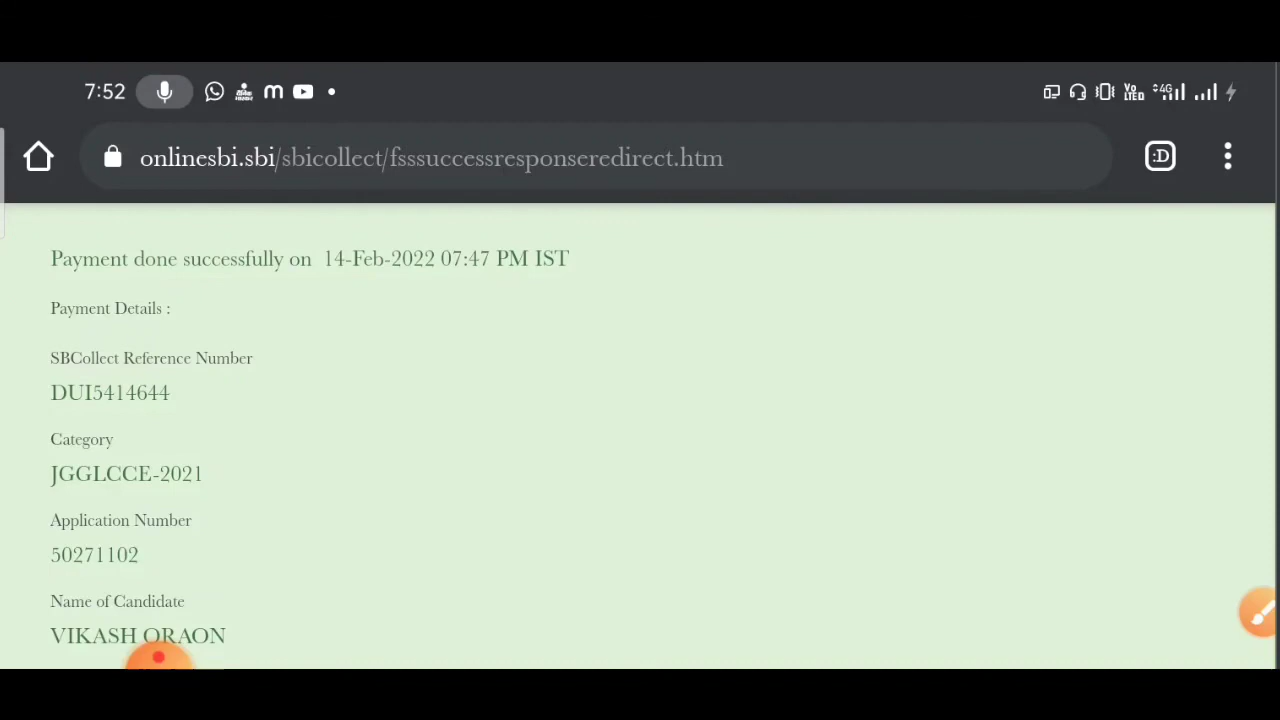 7:52
onlinesbi.sbi/sbicollect/fsssuccessresponseredirect.htm
:D
Payment done successfully on 14-Feb-2022 07:47 PM IST
Payment Details :
SBCollect Reference Number
DUI5414644
Category
JGGLCCE-2021
Application Number
50271102
Name of Candidate
VIKASH ORAON